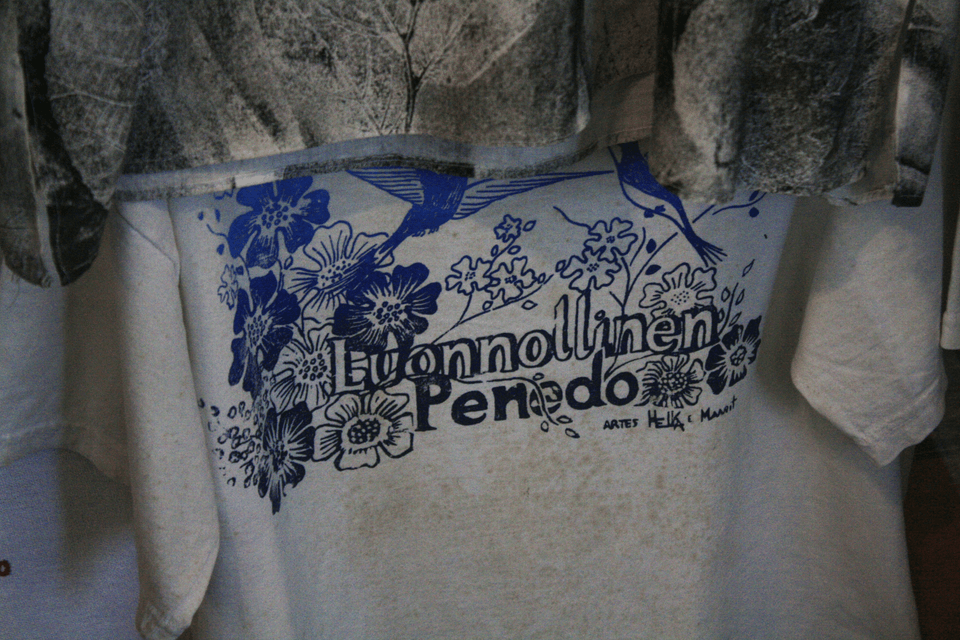 Luonnollinen
Penedo
ARTES HELKA E MAARIT